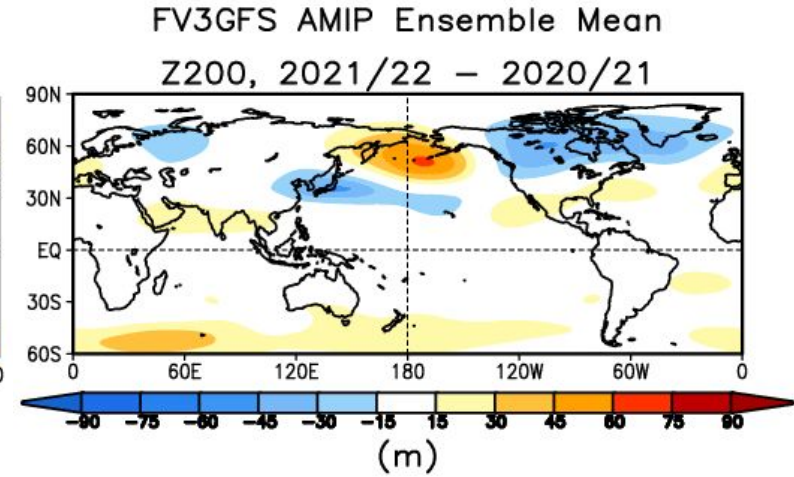 FV3GFS AMIP Ensemble Mean
Z200, 2021/22 – 2020/21
90N
60N
30N
EQ
30S
60S
0 60E 120E 180 120W 60W 0
-90 -75 -60 -45 -30 -15 15 30 45 60 75 90
(m)